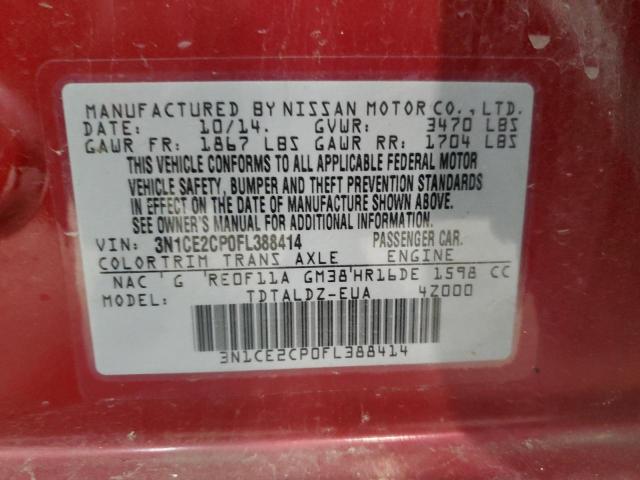 MANUFACTURED BY NISSAN MOTOR CO., LTD.
DATE: 10/14. GVWR: 3470 LBS
GAWR FR: 1867 LBS GAWR RR: 1704 LBS
THIS VEHICLE CONFORMS TO ALL APPLICABLE FEDERAL MOTOR
VEHICLE SAFETY, BUMPER AND THEFT PREVENTION STANDARDS
IN EFFECT ON THE DATE OF MANUFACTURE SHOWN ABOVE.
SEE OWNER'S MANUAL FOR ADDITIONAL INFORMATION.
VIN: 3N1CE2CP0FL388414 PASSENGER CAR.
COLOR TRIM TRANS AXLE ENGINE
NAC G RE0F11A GM38 HR16DE 1598 CC
MODEL: TDTALDZ-EUA 4Z000
3N1CE2CP0FL388414